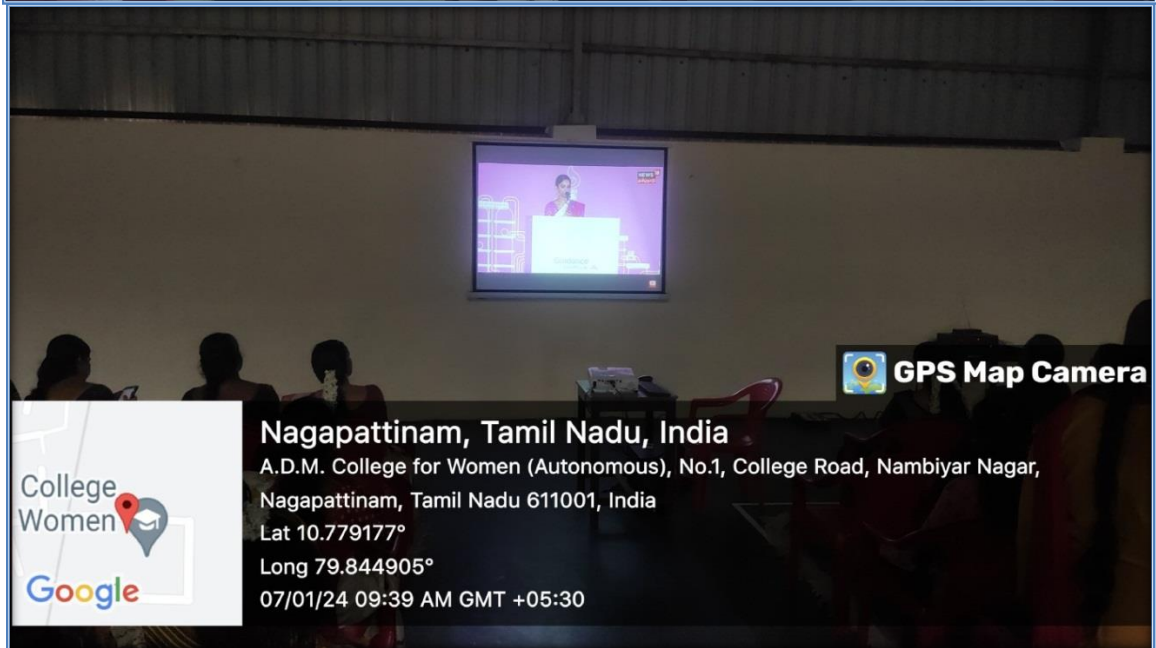 GPS Map Camera
Nagapattinam, Tamil Nadu, India
A.D.M. College for Women (Autonomous), No.1, College Road, Nambiyar Nagar,
Nagapattinam, Tamil Nadu 611001, India
Lat 10.779177°
Long 79.844905°
07/01/24 09:39 AM GMT +05:30
College
Women
Google